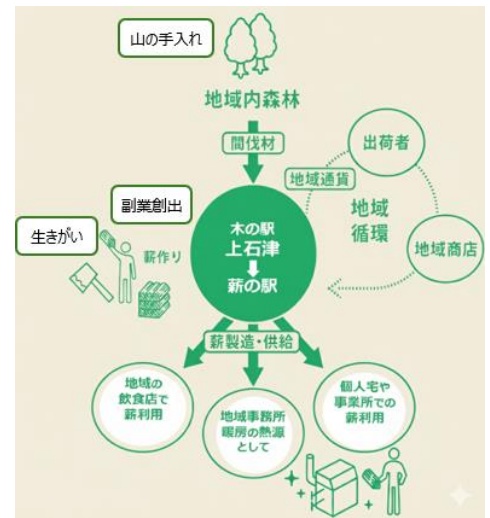 山の手入れ
地域内森林
間伐材
出荷者
地域通貨
地域
循環
地域商店
副業創出
生きがい
薪作り
木の駅
上石津
薪の駅
薪製造・供給
地域の
飲食店で
薪利用
地域事務所
暖房の熱源
として
個人宅や
事業所での
薪利用